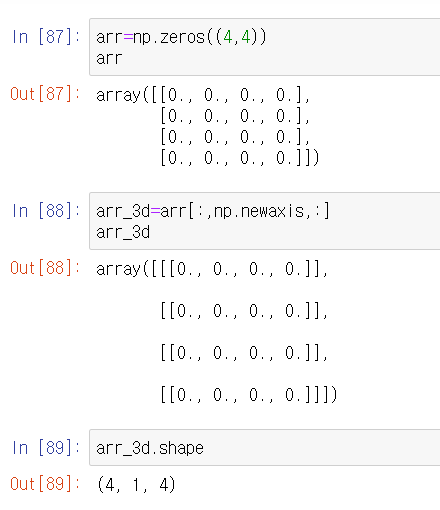 In [87]: arr=np.zeros((4,4))
arr
Out[87]: array([[0., 0., 0., 0.],
[0., 0., 0., 0.],
[0., 0., 0., 0.],
[0., 0., 0., 0.]])
In [88]: arr_3d=arr[:,np.newaxis,:]
arr_3d
Out[88]: array([[[0., 0., 0., 0.]],
[[0., 0., 0., 0.]],
[[0., 0., 0., 0.]],
[[0., 0., 0., 0.]]])
In [89]: arr_3d.shape
Out[89]: (4, 1, 4)